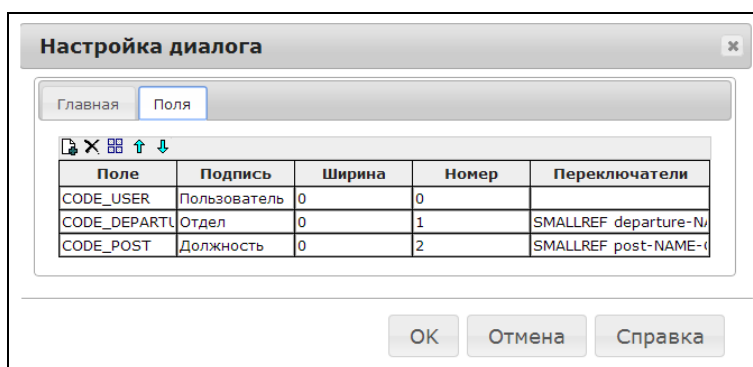 Настройка диалога
Главная Поля
Поле Подпись Ширина Номер Переключатели
CODE_USER Пользователь 0 0
CODE_DEPARTU Отдел 0 1 SMALLREF departure-NA
CODE_POST Должность 0 2 SMALLREF post-NAME-C
OK Отмена Справка